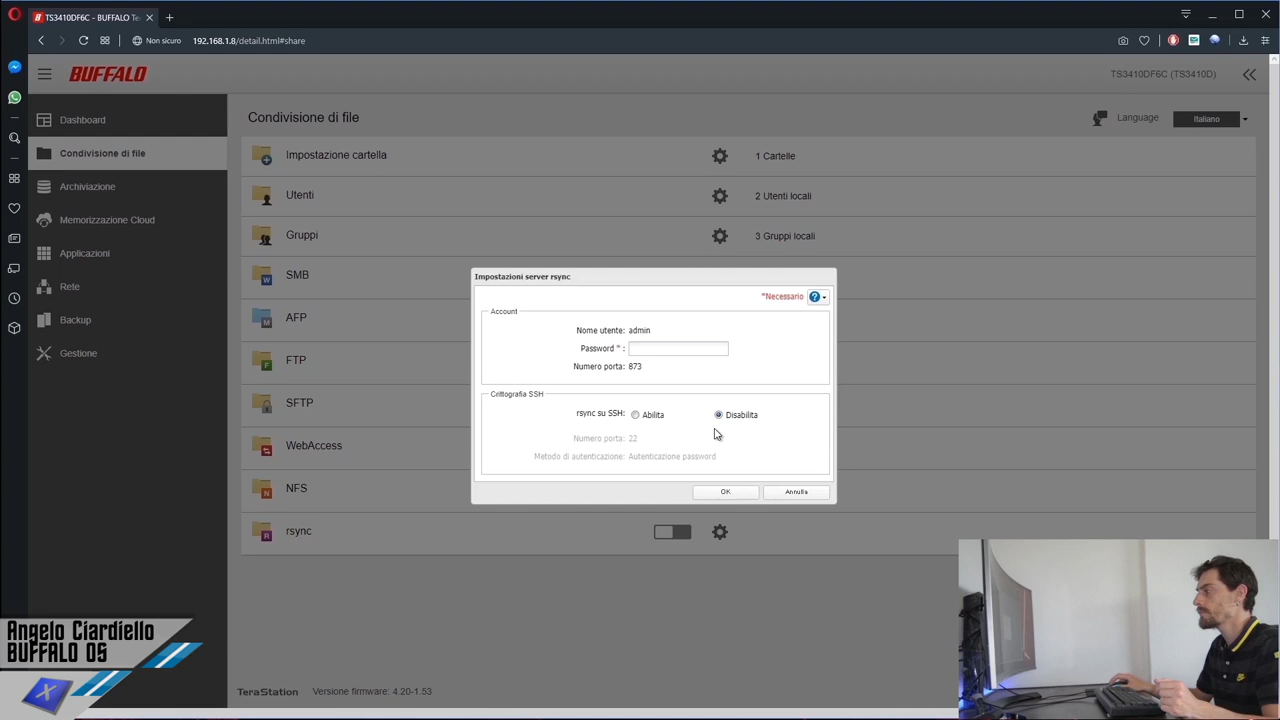 TS3410DF6C - BUFFALO Te
Non sicuro
192.168.1.8/detail.html#share
BUFFALO
TS3410DF6C (TS3410D)
Dashboard
Condivisione di file
Archiviazione
Memorizzazione Cloud
Applicazioni
Rete
Backup
Gestione
Condivisione di file
Language
Italiano
Impostazione cartella
1 Cartelle
Utenti
2 Utenti locali
Gruppi
3 Gruppi locali
SMB
AFP
FTP
SFTP
WebAccess
NFS
rsync
Impostazioni server rsync
*Necessario
Account
Nome utente: admin
Password * :
Numero porta: 873
Crittografia SSH
rsync su SSH: Abilita Disabilita
Numero porta: 22
Metodo di autenticazione: Autenticazione password
OK
Annulla
TeraStation
Versione firmware: 4.20-1.53
Angelo Ciardiello
BUFFALO OS
X